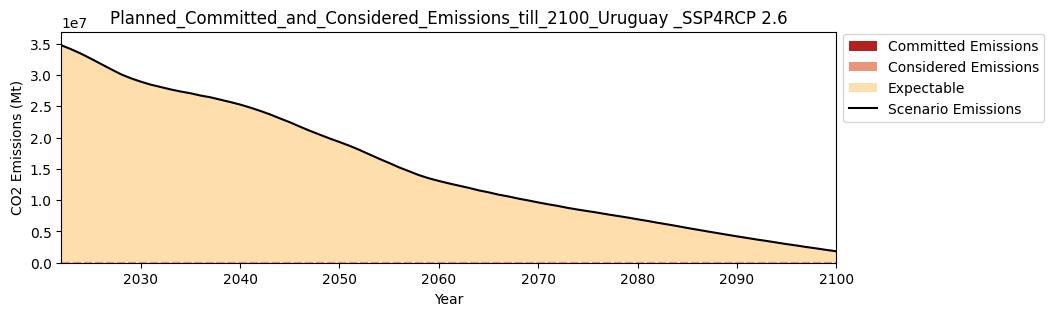 Planned_Committed_and_Considered_Emissions_till_2100_Uruguay _SSP4RCP 2.6
1e7
3.5
3.0
2.5
2.0
1.5
1.0
0.5
0.0
CO2 Emissions (Mt)
2030 2040 2050 2060 2070 2080 2090 2100
Year
Committed Emissions
Considered Emissions
Expectable
Scenario Emissions